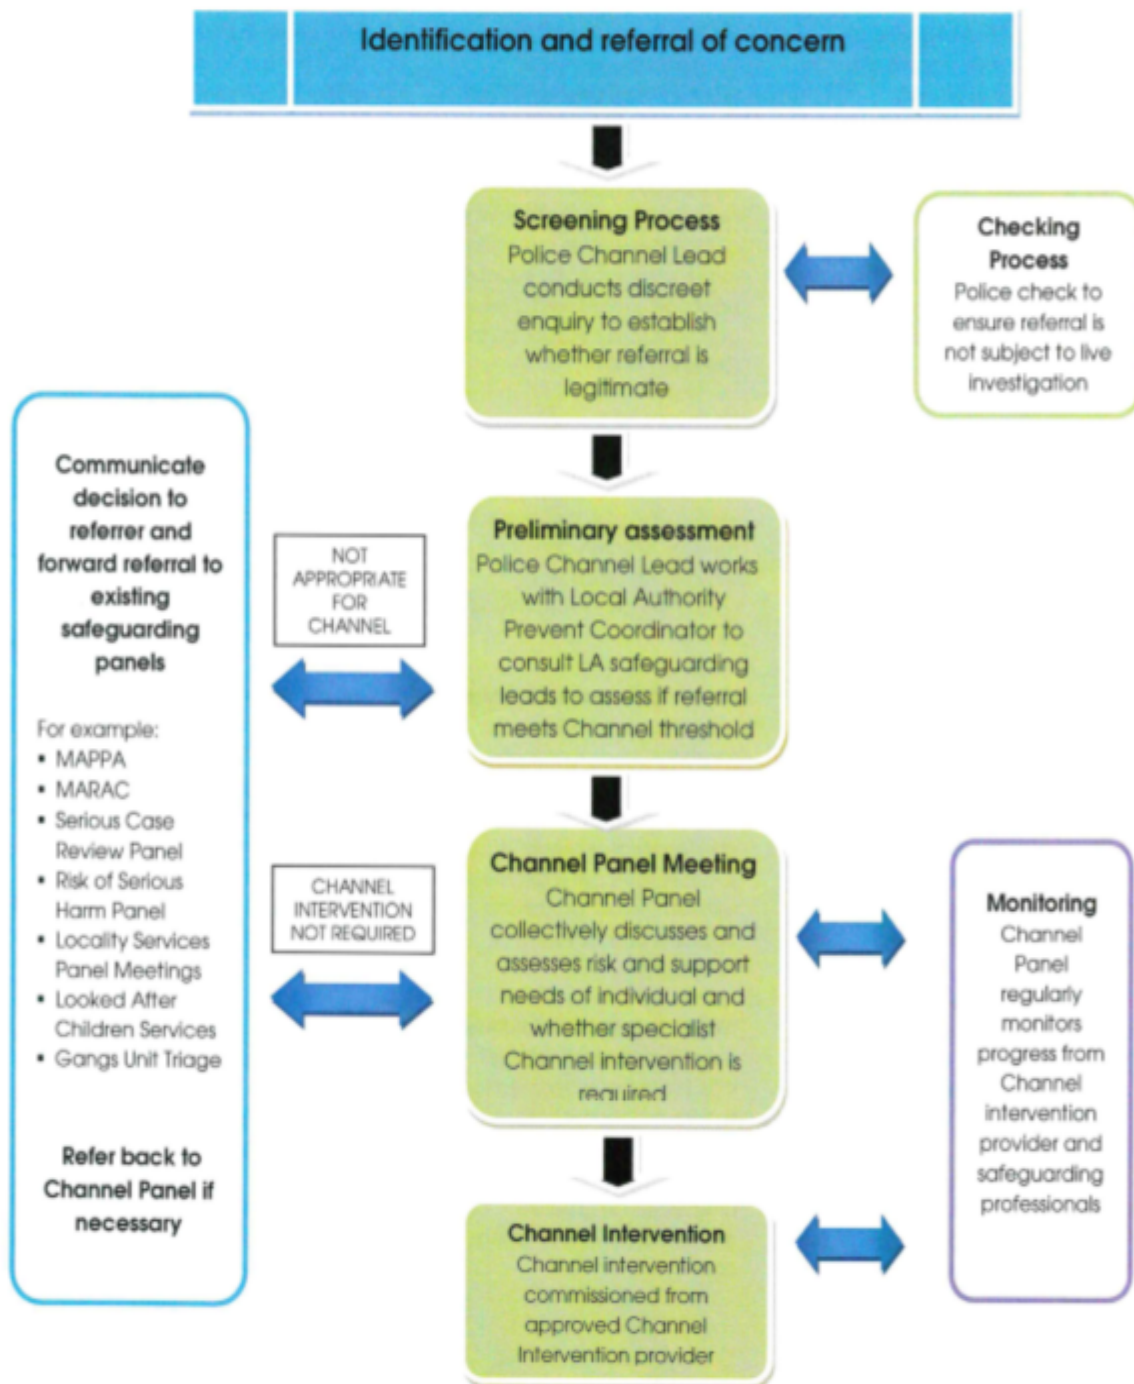 Identification and referral of concern
Screening Process
Police Channel Lead
conducts discreet
enquiry to establish
whether referral is
legitimate
Checking
Process
Police check to
ensure referral is
not subject to live
investigation
Communicate
decision to
referrer and
forward referral to
existing
safeguarding
panels
For example:
▪ MAPPA
▪ MARAC
▪ Serious Case
Review Panel
▪ Risk of Serious
Harm Panel
▪ Locality Services
Panel Meetings
▪ Looked After
Children Services
▪ Gangs Unit Triage
Refer back to
Channel Panel if
necessary
NOT
APPROPRIATE
FOR
CHANNEL
Preliminary assessment
Police Channel Lead works
with Local Authority
Prevent Coordinator to
consult LA safeguarding
leads to assess if referral
meets Channel threshold
CHANNEL
INTERVENTION
NOT REQUIRED
Channel Panel Meeting
Channel Panel
collectively discusses and
assesses risk and support
needs of individual and
whether specialist
Channel intervention is
required
Monitoring
Channel
Panel
regularly
monitors
progress from
Channel
intervention
provider and
safeguarding
professionals
Channel Intervention
Channel intervention
commissioned from
approved Channel
Intervention provider